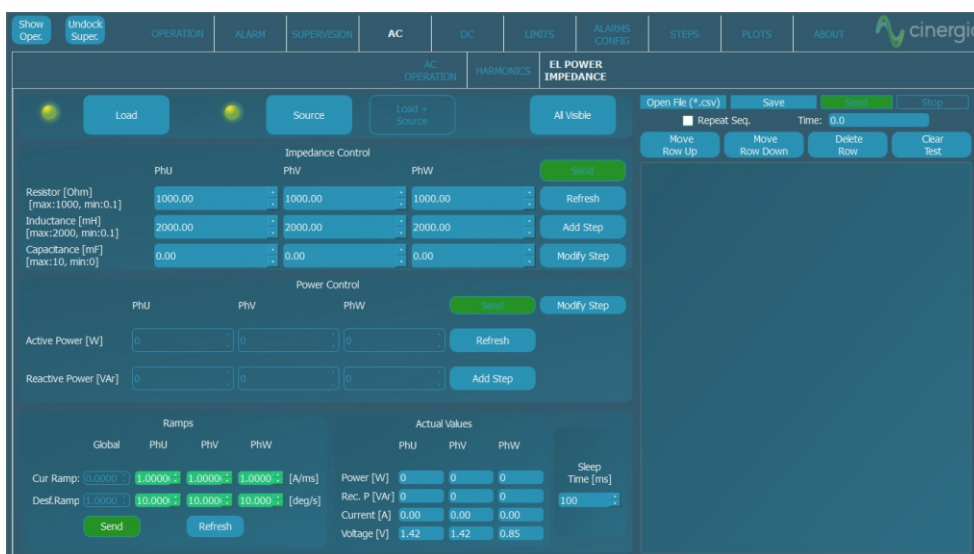 Show Oper.
Undock Super.
OPERATION
ALARM
SUPERVISION
AC
DC
LIMITS
ALARMS CONFIG
STEPS
PLOTS
ABOUT
cinergi
AC OPERATION
HARMONICS
EL POWER IMPEDANCE
Load
Source
Load + Source
All Visible
Open File (*.csv)
Save
Send
Stop
Repeat Seq.
Time: 0.0
Move Row Up
Move Row Down
Delete Row
Clear Test
Impedance Control
PhU PhV PhW
Send
Resistor [Ohm]
[max:1000, min:0.1]
1000.00 1000.00 1000.00
Refresh
Inductance [mH]
[max:2000, min:0.1]
2000.00 2000.00 2000.00
Add Step
Capacitance [mF]
[max:10, min:0]
0.00 0.00 0.00
Modify Step
Power Control
PhU PhV PhW
Send
Modify Step
Active Power [W] 0 0 0
Refresh
Reactive Power [VAr] 0 0 0
Add Step
Ramps
Global PhU PhV PhW
Cur Ramp: 0.0000 1.0000 1.0000 1.0000 [A/ms]
Desf.Ramp 1.0000 10.000 10.000 10.000 [deg/s]
Send
Refresh
Actual Values
PhU PhV PhW
Power [W] 0 0 0
Rec. P [VAr] 0 0 0
Current [A] 0.00 0.00 0.00
Voltage [V] 1.42 1.42 0.85
Sleep
Time [ms]
100